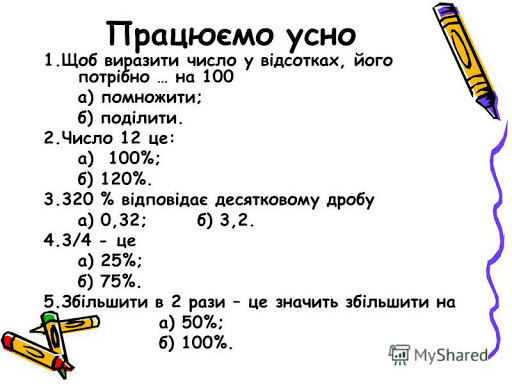 Працюємо усно
1.Щоб виразити число у відсотках, його
потрібно … на 100
а) помножити;
б) поділити.
2.Число 12 це:
а) 100%;
б) 120%.
3.320 % відповідає десятковому дробу
а) 0,32; б) 3,2.
4.3/4 - це
а) 25%;
б) 75%.
5.Збільшити в 2 рази – це значить збільшити на
а) 50%;
б) 100%.
MyShared